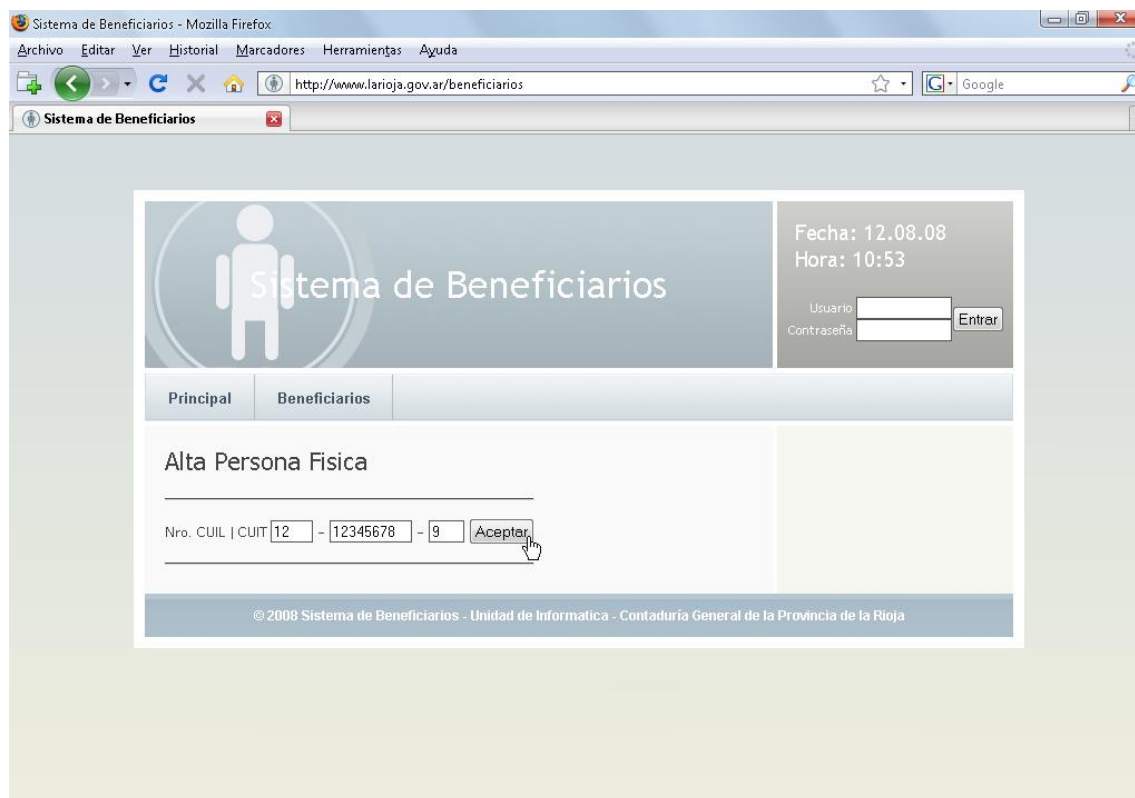 Sistema de Beneficiarios - Mozilla Firefox
Archivo Editar Ver Historial Marcadores Herramientas Ayuda
http://www.larioja.gov.ar/beneficiarios G Google
Sistema de Beneficiarios
Sistema de Beneficiarios
Fecha: 12.08.08
Hora: 10:53
Usuario
Contraseña
Entrar
Principal Beneficiarios
Alta Persona Fisica
Nro. CUIL | CUIT 12 - 12345678 - 9 Aceptar
© 2008 Sistema de Beneficiarios - Unidad de Informatica - Contaduría General de la Provincia de la Rioja